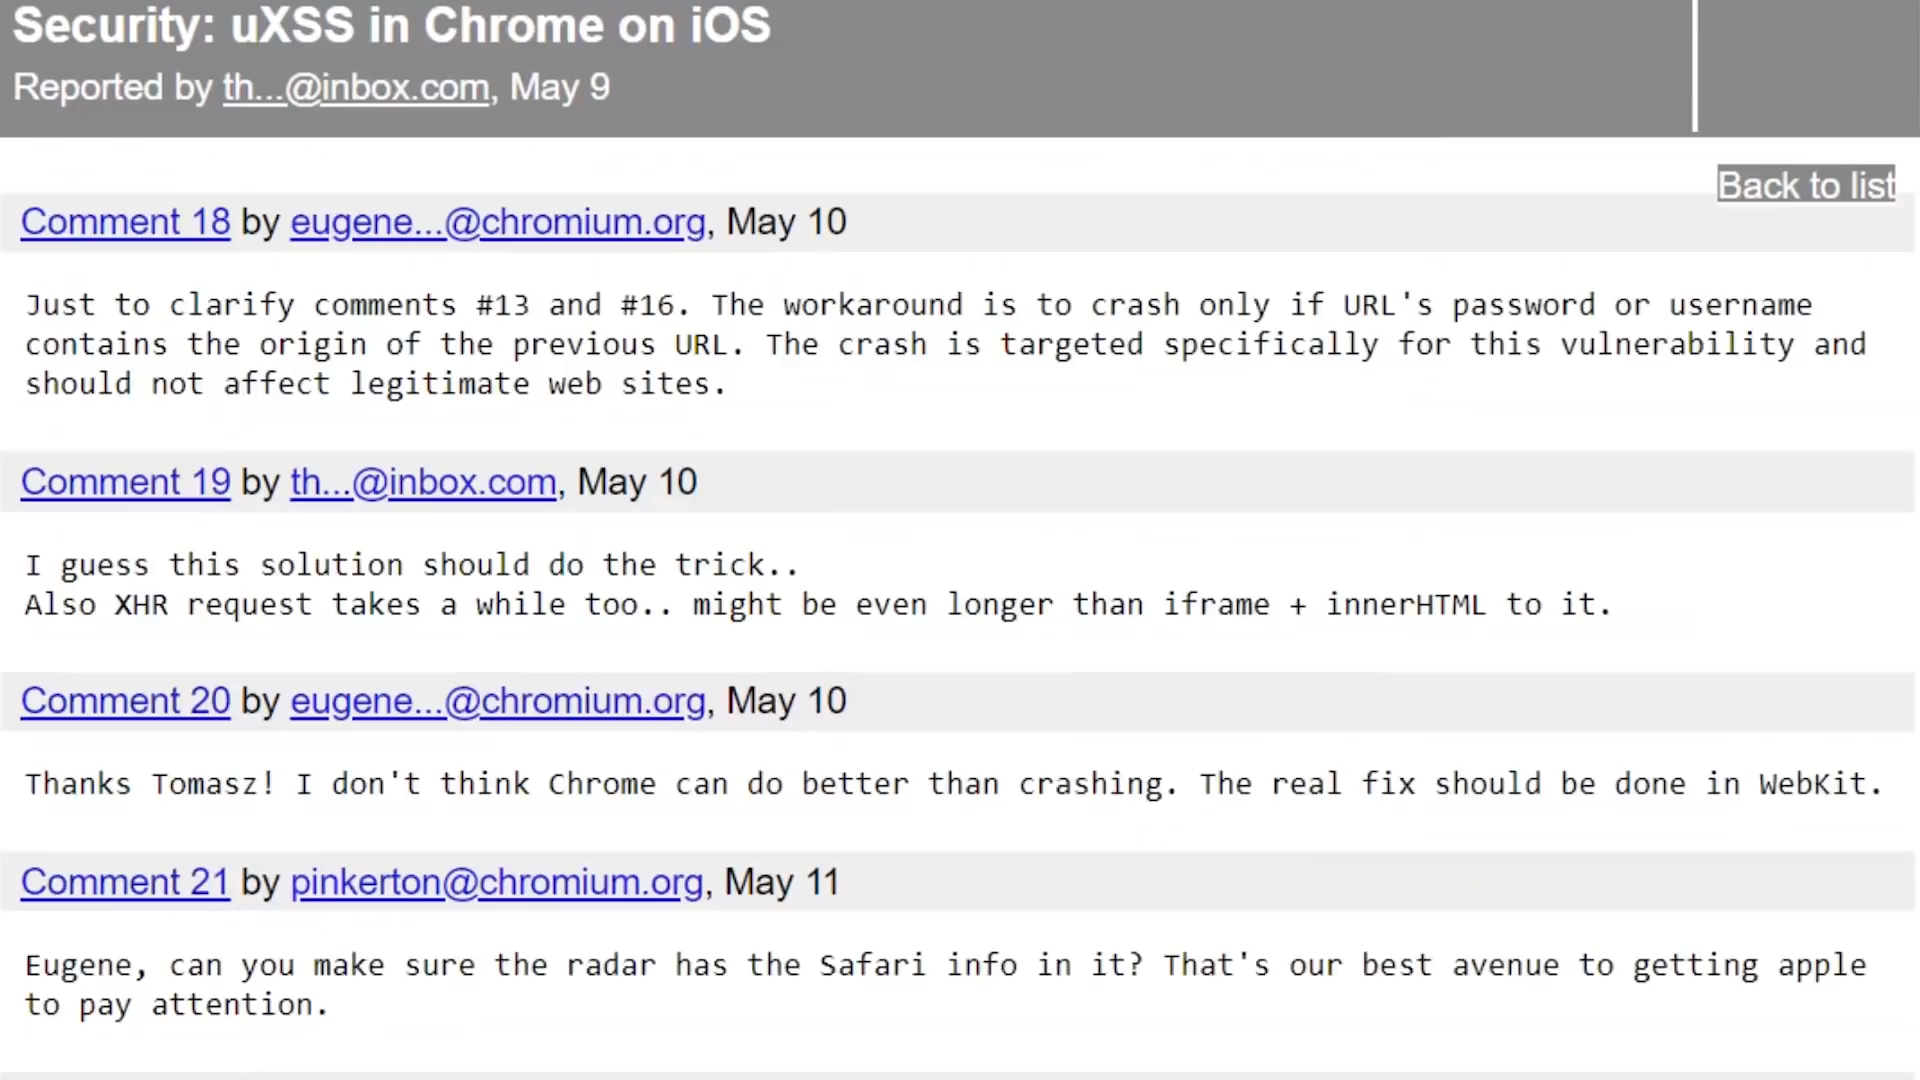 Security: uXSS in Chrome on iOS
Reported by th...@inbox.com, May 9
Back to list
Comment 18 by eugene...@chromium.org, May 10
Just to clarify comments #13 and #16. The workaround is to crash only if URL's password or username
contains the origin of the previous URL. The crash is targeted specifically for this vulnerability and
should not affect legitimate web sites.
Comment 19 by th...@inbox.com, May 10
I guess this solution should do the trick..
Also XHR request takes a while too.. might be even longer than iframe + innerHTML to it.
Comment 20 by eugene...@chromium.org, May 10
Thanks Tomasz! I don't think Chrome can do better than crashing. The real fix should be done in WebKit.
Comment 21 by pinkerton@chromium.org, May 11
Eugene, can you make sure the radar has the Safari info in it? That's our best avenue to getting apple
to pay attention.